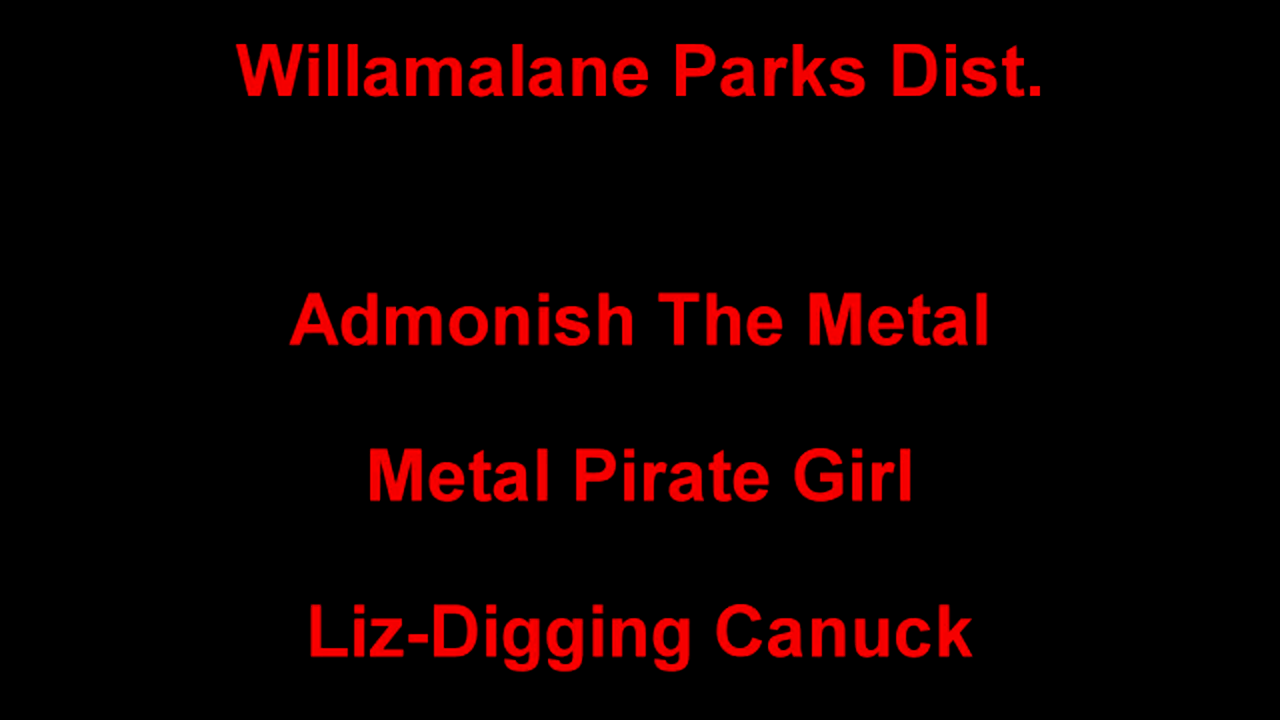 Willamalane Parks Dist.
Admonish The Metal
Metal Pirate Girl
Liz-Digging Canuck